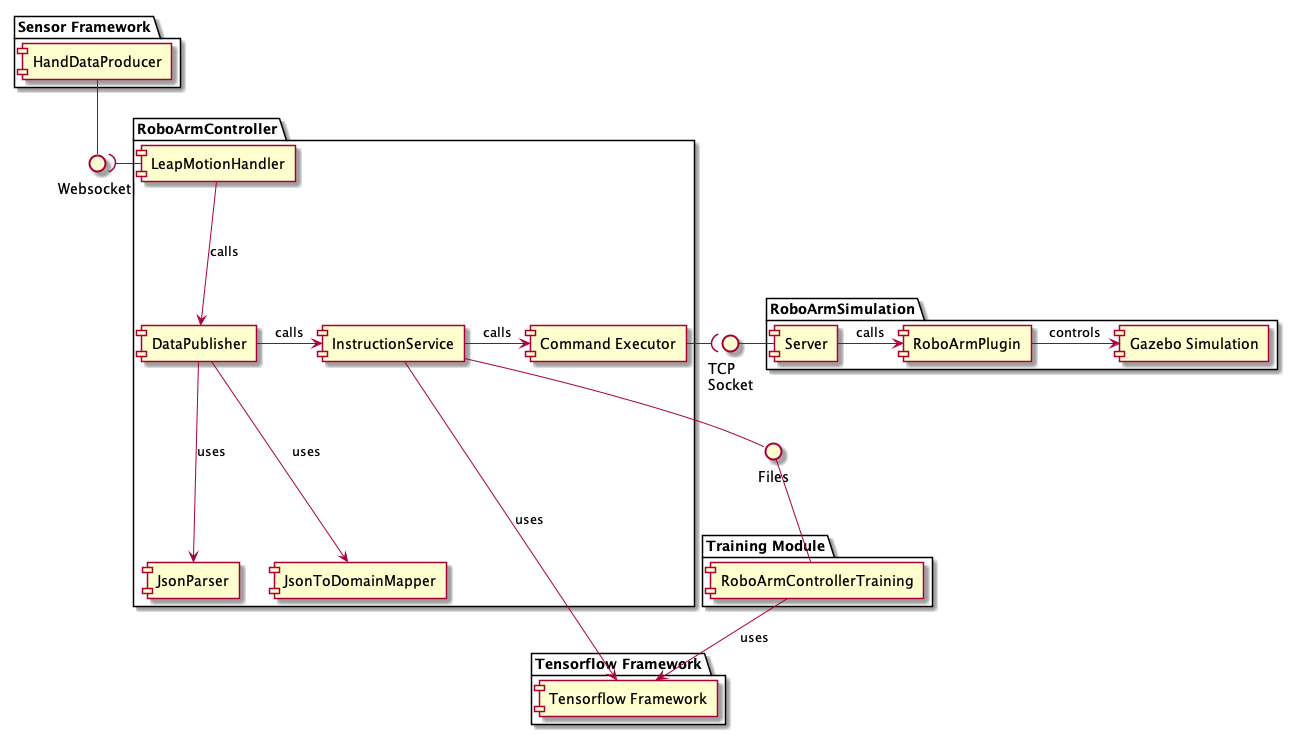 Sensor Framework
HandDataProducer
RoboArmController
LeapMotionHandler
Websocket
calls
RoboArmSimulation
DataPublisher
calls
InstructionService
calls
Command Executor
TCP
Socket
Server
calls
RoboArmPlugin
controls
Gazebo Simulation
uses
uses
Files
uses
Training Module
JsonParser
JsonToDomainMapper
RoboArmControllerTraining
uses
Tensorflow Framework
Tensorflow Framework